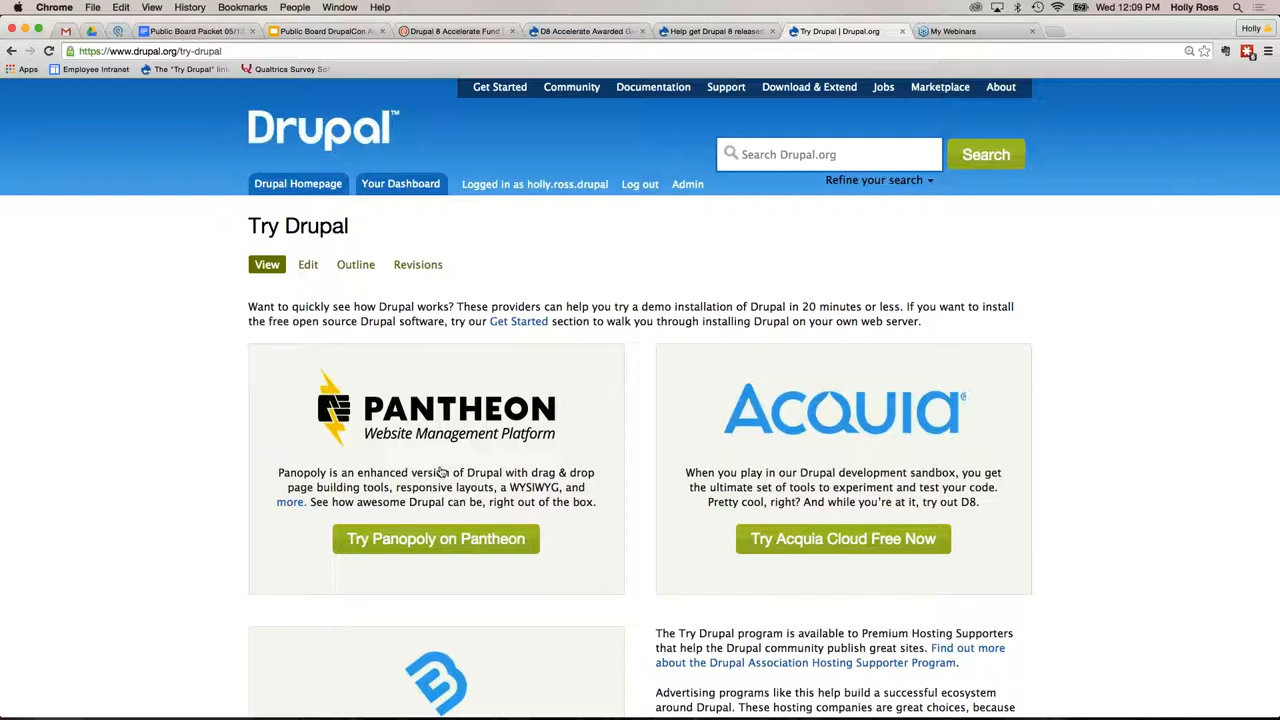 Chrome File Edit View History Bookmarks People Window Help
Wed 12:09 PM Holly Ross
Public Board Packet 05/13
Public Board DrupalCon A
Drupal 8 Accelerate Fund
D8 Accelerate Awarded G
Help get Drupal 8 release
Try Drupal | Drupal.org
My Webinars
Holly
https://www.drupal.org/try-drupal
Apps
Employee Intranet
The "Try Drupal" lin
Qualtrics Survey So
Get Started Community Documentation Support Download & Extend Jobs Marketplace About
Drupal™
Search Drupal.org
Search
Refine your search
Drupal Homepage
Your Dashboard
Logged in as holly.ross.drupal
Log out
Admin
Try Drupal
View Edit Outline Revisions
Want to quickly see how Drupal works? These providers can help you try a demo installation of Drupal in 20 minutes or less. If you want to install
the free open source Drupal software, try our Get Started section to walk you through installing Drupal on your own web server.
PANTHEON
Website Management Platform
Panopoly is an enhanced version of Drupal with drag & drop
page building tools, responsive layouts, a WYSIWYG, and
more. See how awesome Drupal can be, right out of the box.
Try Panopoly on Pantheon
ACQUIA®
When you play in our Drupal development sandbox, you get
the ultimate set of tools to experiment and test your code.
Pretty cool, right? And while you're at it, try out D8.
Try Acquia Cloud Free Now
The Try Drupal program is available to Premium Hosting Supporters
that help the Drupal community publish great sites. Find out more
about the Drupal Association Hosting Supporter Program.
Advertising programs like this help build a successful ecosystem
around Drupal. These hosting companies are great choices, because